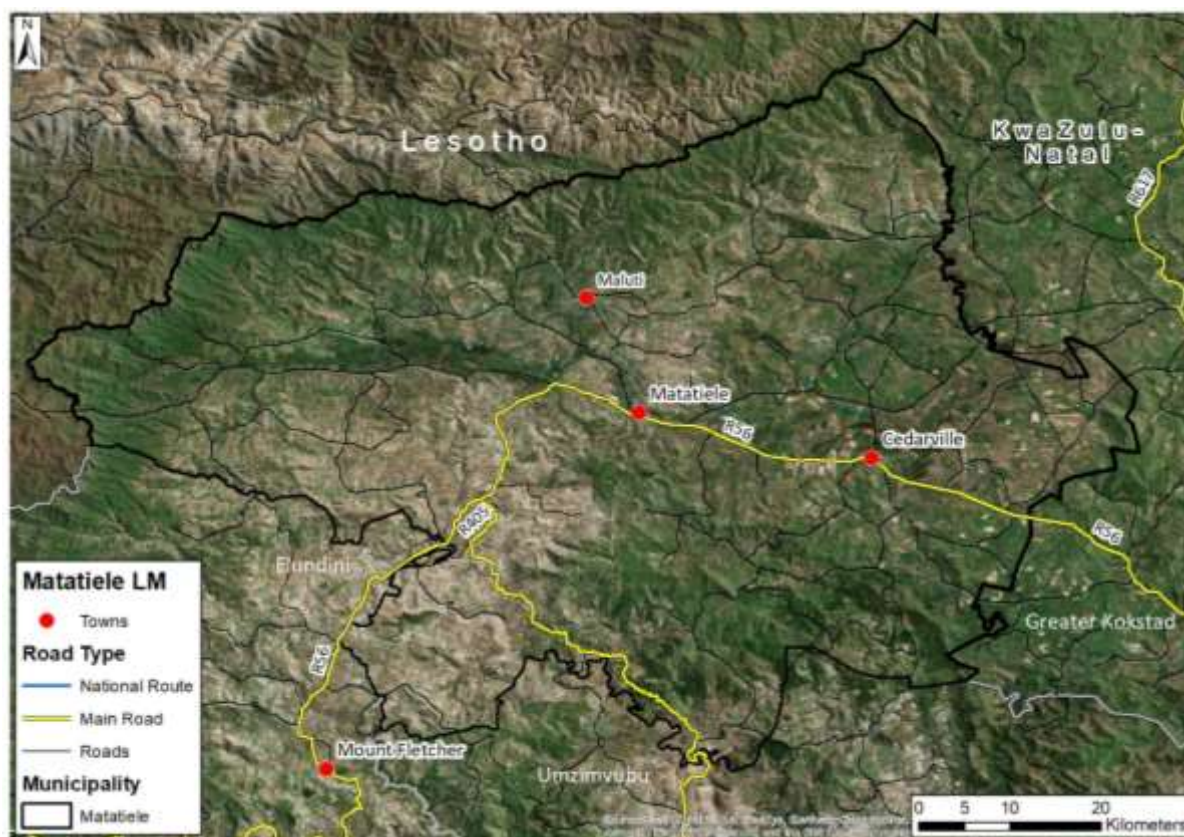 N
Lesotho
KwaZulu-
Natal
R617
Maluti
Matatiele
R56
Cedarville
R405
R56
Elundini
Greater Kokstad
R56
Mount Fletcher
Umzimvubu
Matatiele LM
Towns
Road Type
National Route
Main Road
Roads
Municipality
Matatiele
0 5 10 20
Kilometers